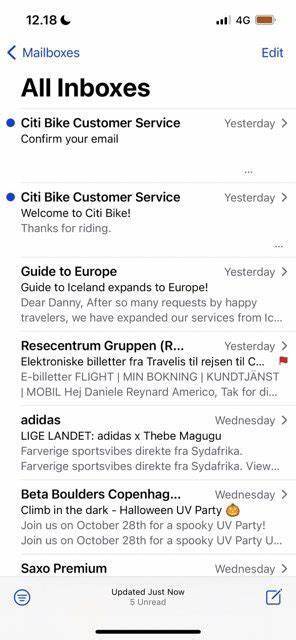 12.18
4G
Mailboxes
Edit
All Inboxes
Citi Bike Customer Service
Yesterday
Confirm your email
...
Citi Bike Customer Service
Yesterday
Welcome to Citi Bike!
Thanks for riding.
...
Guide to Europe
Yesterday
Guide to Iceland expands to Europe!
Dear Danny, After so many requests by happy
travelers, we have expanded our services from Ic...
Resecentrum Gruppen (R...
Yesterday
Elektroniske billetter fra Travelis til rejsen til C...
E-billetter FLIGHT | MIN BOKNING | KUNDTJÄNST
| MOBIL Hej Daniele Reynard Americo, Tak for di...
adidas
Wednesday
LIGE LANDET: adidas x Thebe Magugu
Farverige sportsvibes direkte fra Sydafrika.
Farverige sportsvibes direkte fra Sydafrika. View...
Beta Boulders Copenhag...
Wednesday
Climb in the dark - Halloween UV Party 🎃
Join us on October 28th for a spooky UV Party!
Join us on October 28th for a spooky UV Party U...
Saxo Premium
Wednesday
Updated Just Now
5 Unread